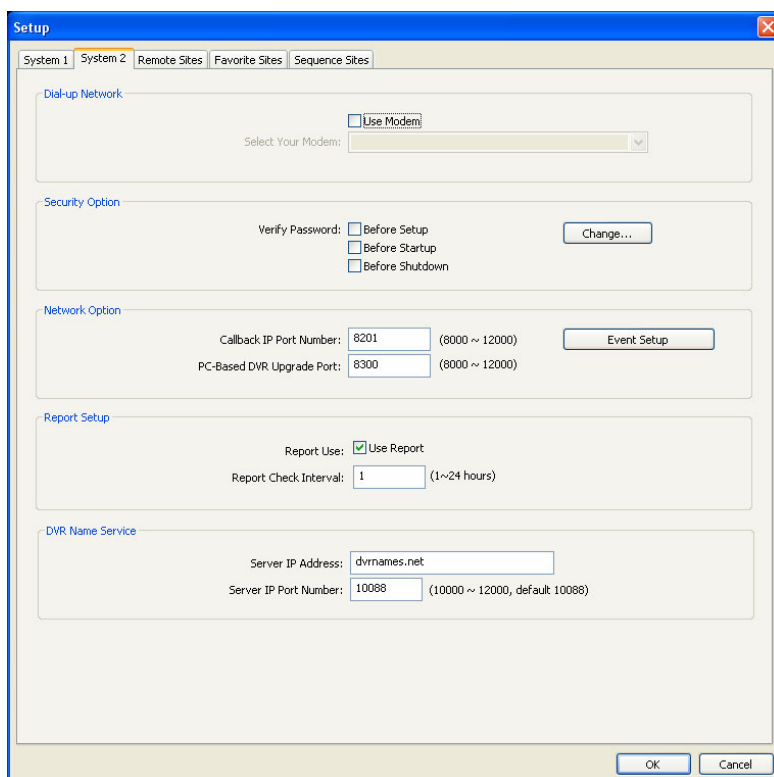 Setup
System 1 System 2 Remote Sites Favorite Sites Sequence Sites
Dial-up Network
Use Modem
Select Your Modem:
Security Option
Verify Password: Before Setup Change...
Before Startup
Before Shutdown
Network Option
Callback IP Port Number: 8201 (8000 ~ 12000) Event Setup
PC-Based DVR Upgrade Port: 8300 (8000 ~ 12000)
Report Setup
Report Use: Use Report
Report Check Interval: 1 (1~24 hours)
DVR Name Service
Server IP Address: dvrnames.net
Server IP Port Number: 10088 (10000 ~ 12000, default 10088)
OK Cancel